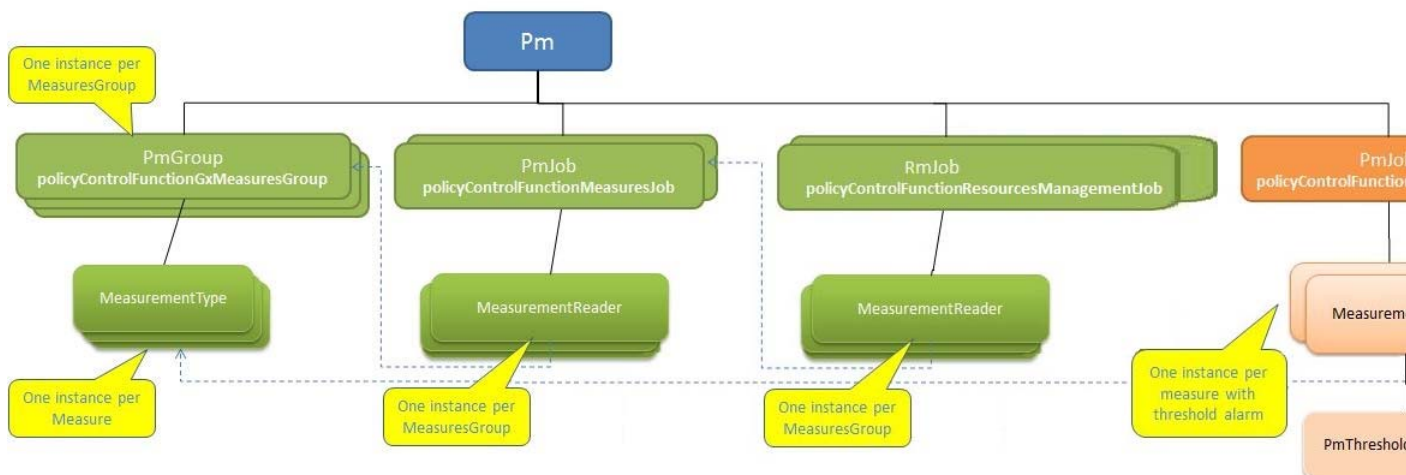 Pm
One instance per
MeasuresGroup
PmGroup
policyControlFunctionGxMeasuresGroup
PmJob
policyControlFunctionMeasuresJob
RmJob
policyControlFunctionResourcesManagementJob
MeasurementType
MeasurementReader
MeasurementReader
One instance per
Measure
One instance per
MeasuresGroup
One instance per
MeasuresGroup
One instance per
measure with
threshold alarm